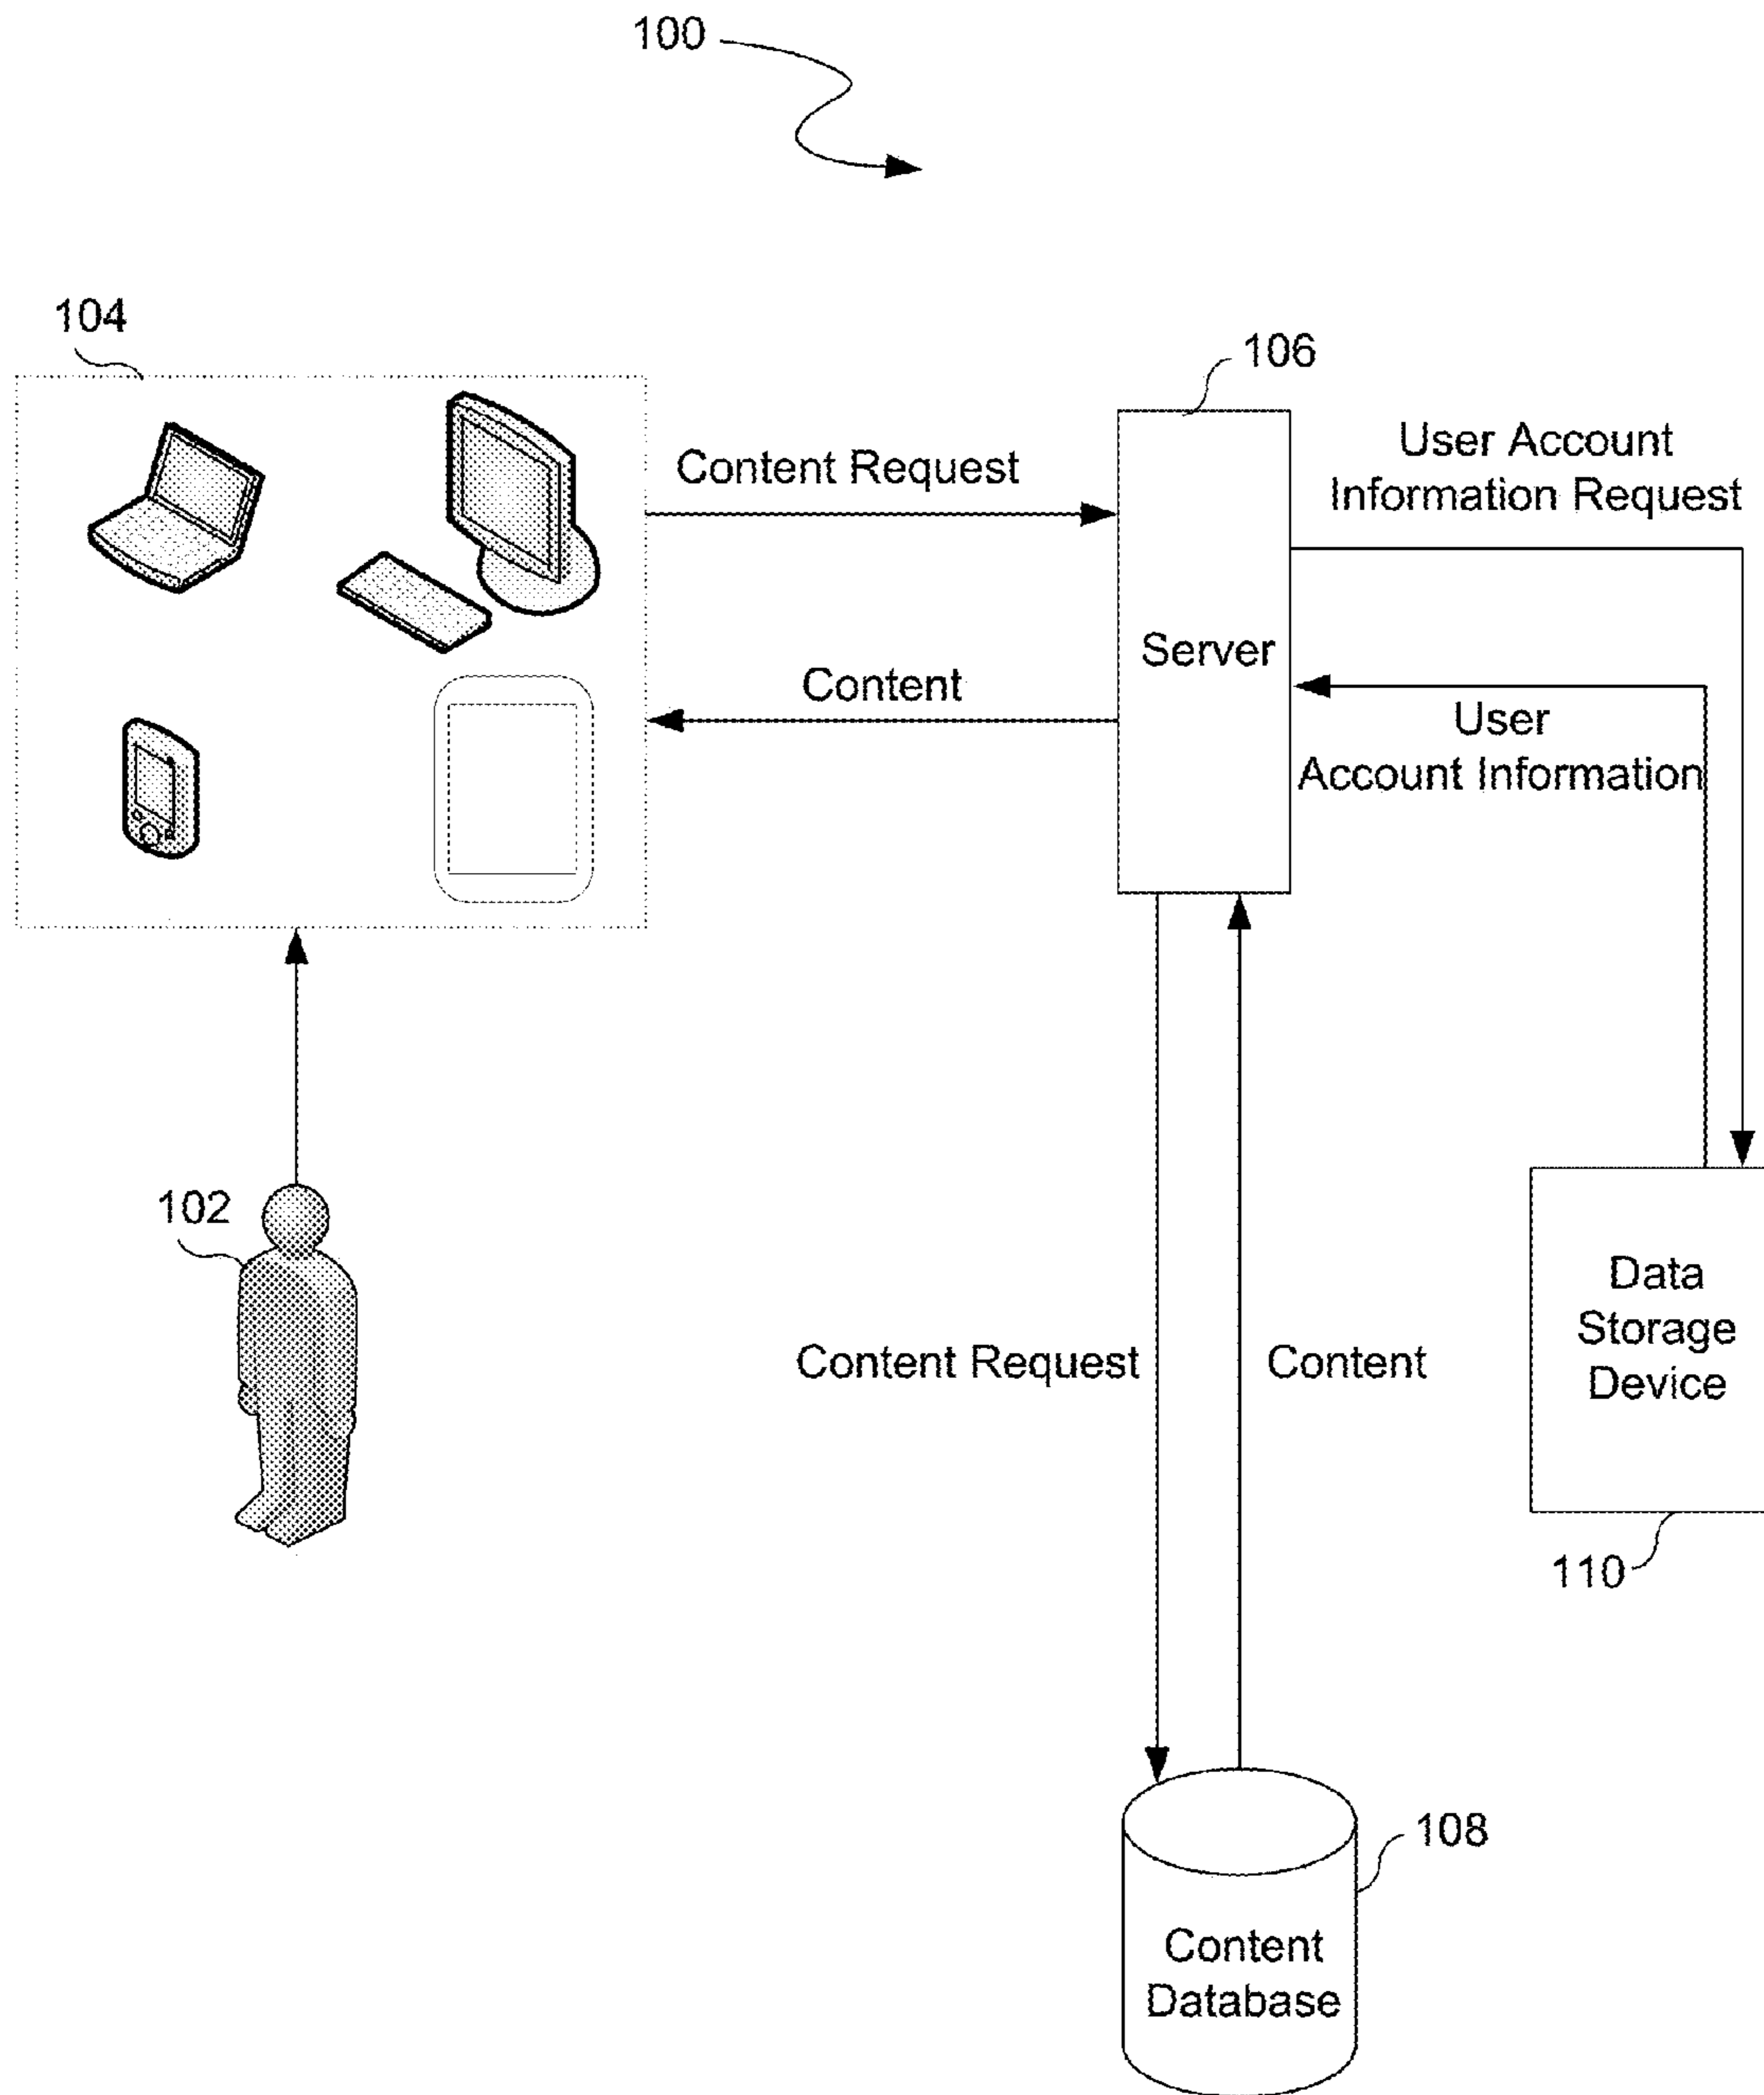 100
104
106
Content Request
User Account
Information Request
Server
Content
User
Account Information
102
Data
Storage
Device
Content Request
Content
110
108
Content
Database